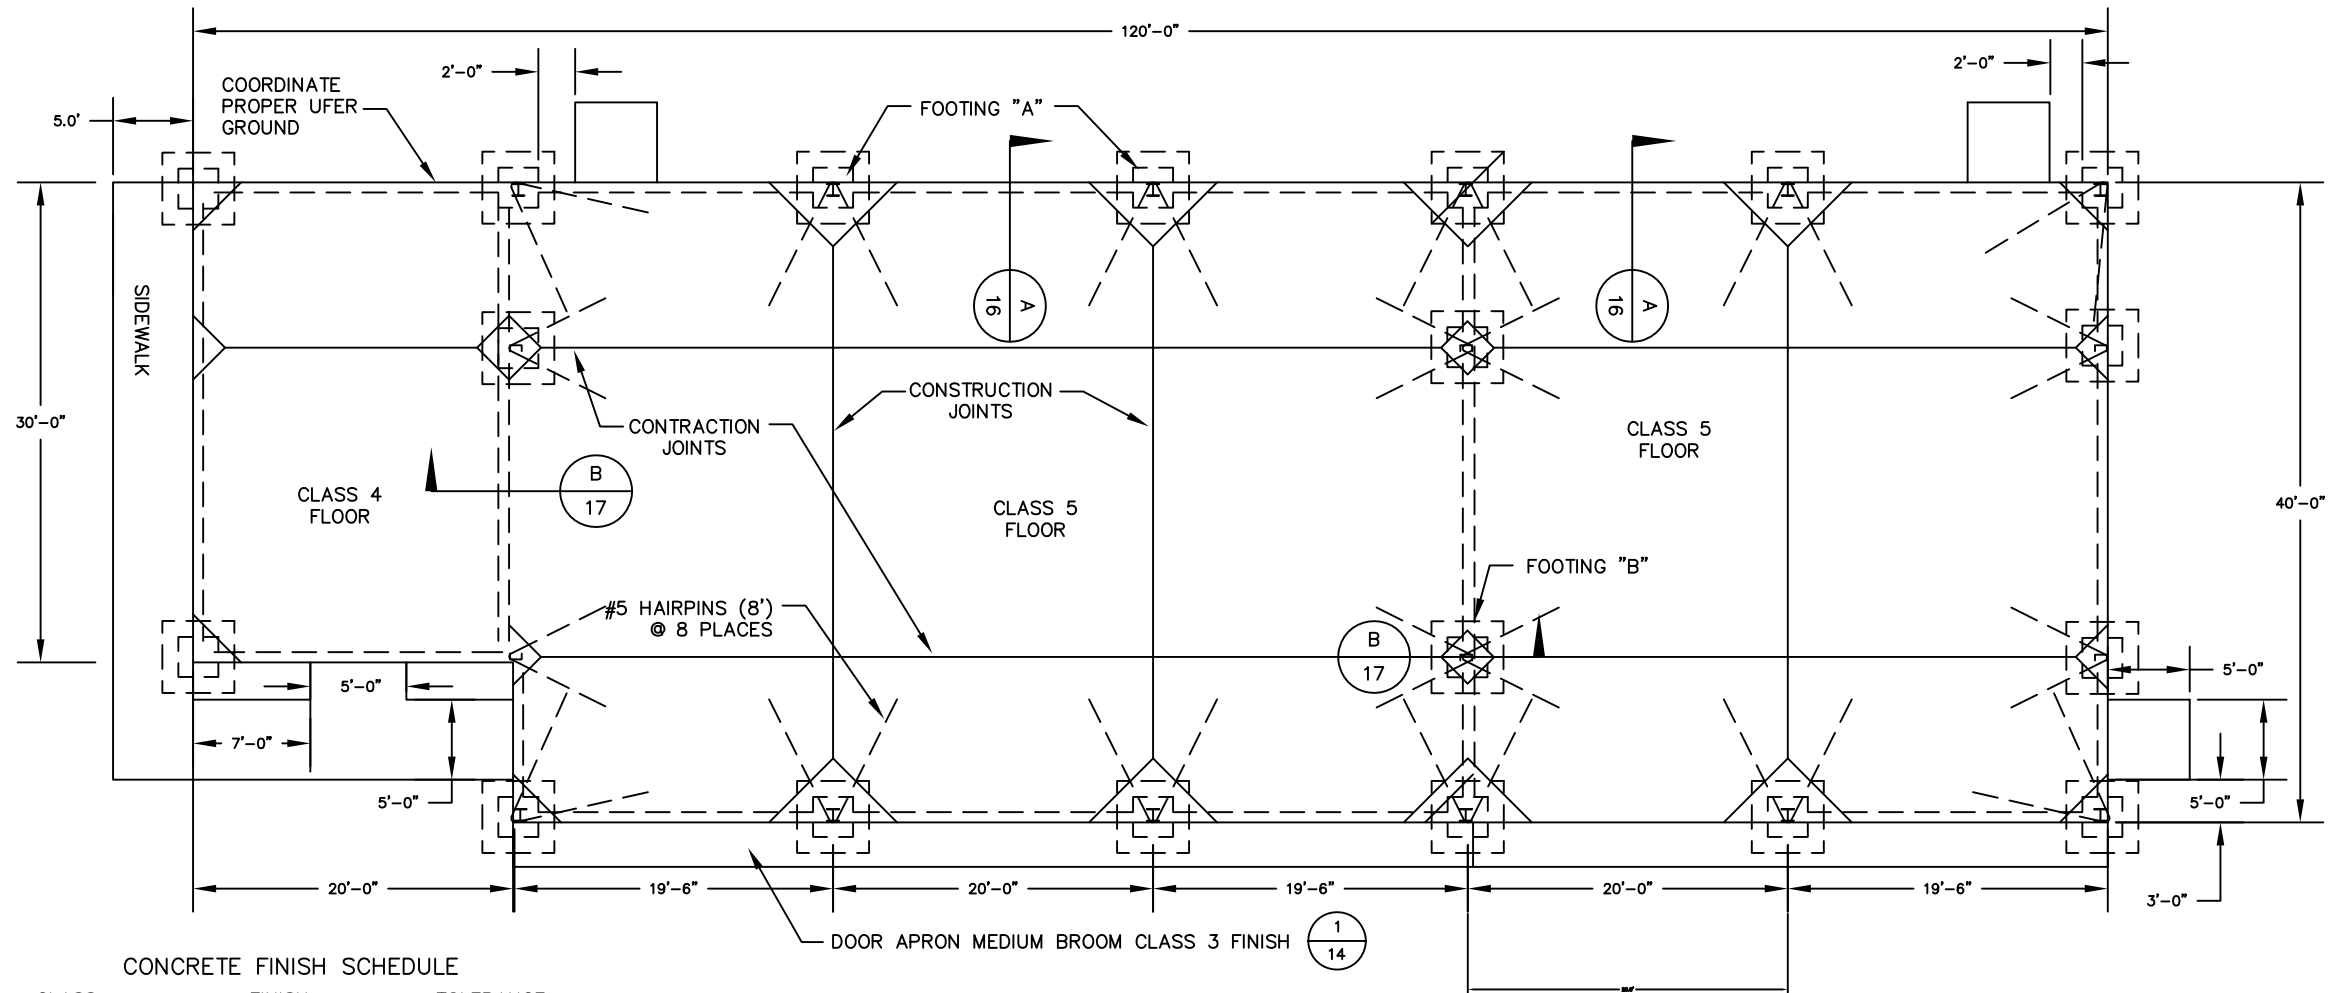 120'-0"
2'-0"
2'-0"
COORDINATE
PROPER UFER
GROUND
FOOTING "A"
5.0'
SIDEWALK
A
16
A
16
30'-0"
CONSTRUCTION
JOINTS
CONTRACTION
JOINTS
CLASS 5
FLOOR
B
17
CLASS 4
FLOOR
CLASS 5
FLOOR
40'-0"
FOOTING "B"
#5 HAIRPINS (8')
@ 8 PLACES
B
17
5'-0"
5'-0"
7'-0"
5'-0"
5'-0"
20'-0"
19'-6"
20'-0"
19'-6"
20'-0"
19'-6"
3'-0"
DOOR APRON MEDIUM BROOM CLASS 3 FINISH
1
14
CONCRETE FINISH SCHEDULE
CLASS FINISH TOLERANCE